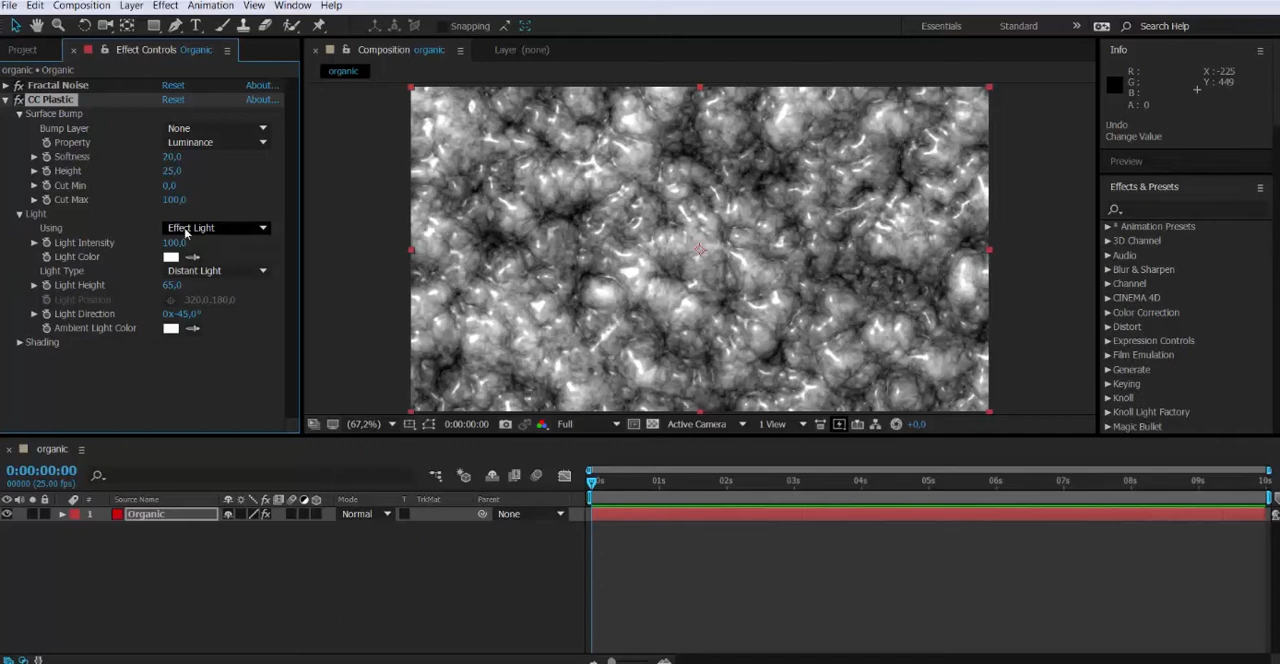 File Edit Composition Layer Effect Animation View Window Help
Snapping
Essentials Standard » Search Help
Project × Effect Controls Organic
× Composition organic
Layer (none)
Info
organic • Organic
organic
Fractal Noise Reset About...
CC Plastic Reset About...
Surface Bump
Bump Layer None
Property Luminance
Softness 20,0
Height 25,0
Cut Min 0,0
Cut Max 100,0
Light
Using Effect Light
Light Intensity 100,0
Light Color
Light Type Distant Light
Light Height 65,0
Light Position 320,0,180,0
Light Direction 0x-45,0°
Ambient Light Color
Shading
R :
G :
B :
A : 0
X : -225
Y : 449
Undo
Change Value
Preview
Effects & Presets
* Animation Presets
3D Channel
Audio
Blur & Sharpen
Channel
CINEMA 4D
Color Correction
Distort
Expression Controls
Film Emulation
Generate
Keying
Knoll
Knoll Light Factory
Magic Bullet
(67,2%) 0:00:00:00 Full Active Camera 1 View +0,0
× organic
0:00:00:00
00000 (25.00 fps)
0s 01s 02s 03s 04s 05s 06s 07s 08s 09s 10s
# Source Name fx Mode T TrkMat Parent
1 Organic fx Normal None